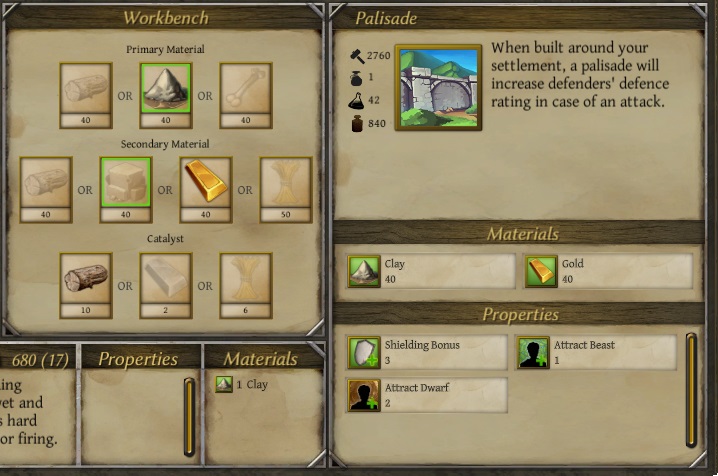 Workbench
Primary Material
OR
OR
40
40
40
Secondary Material
OR
OR
OR
40
40
40
50
Catalyst
OR
OR
10
2
6
680 (17)
ing
et and
s hard
or firing.
Properties
Materials
1 Clay
Palisade
2760
1
42
840
When built around your
settlement, a palisade will
increase defenders' defence
rating in case of an attack.
Materials
Clay
40
Gold
40
Properties
Shielding Bonus
3
Attract Beast
1
Attract Dwarf
2